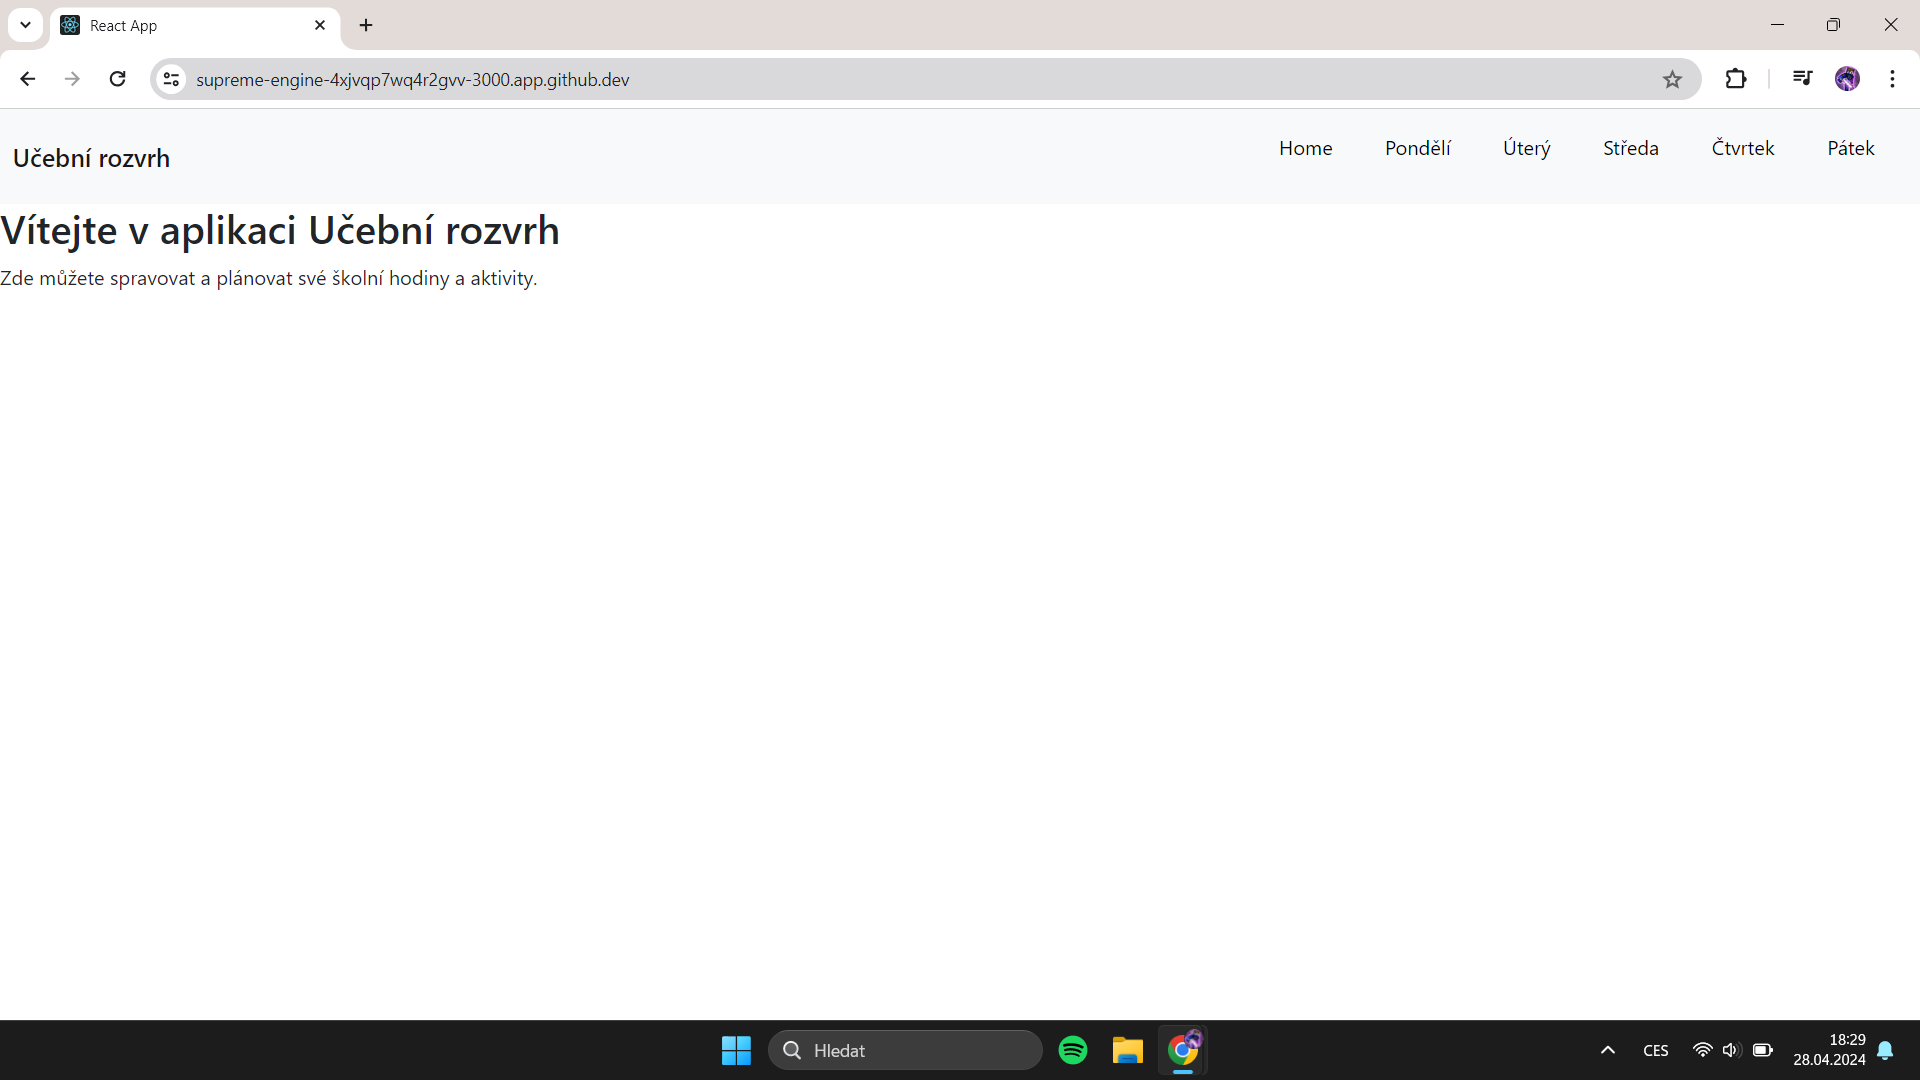 React App
supreme-engine-4xjvqp7wq4r2gvv-3000.app.github.dev
Učební rozvrh
Home Pondělí Úterý Středa Čtvrtek Pátek
Vítejte v aplikaci Učební rozvrh
Zde můžete spravovat a plánovat své školní hodiny a aktivity.
Hledat
CES
18:29
28.04.2024